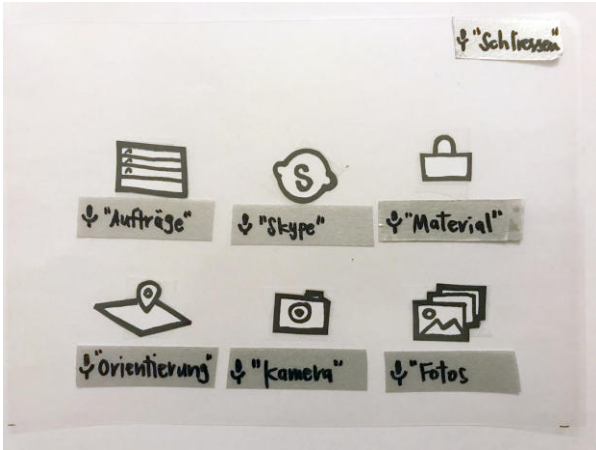 "Schliessen"
S
"Aufträge" "Skype" "Material"
"Orientierung" "Kamera" "Fotos